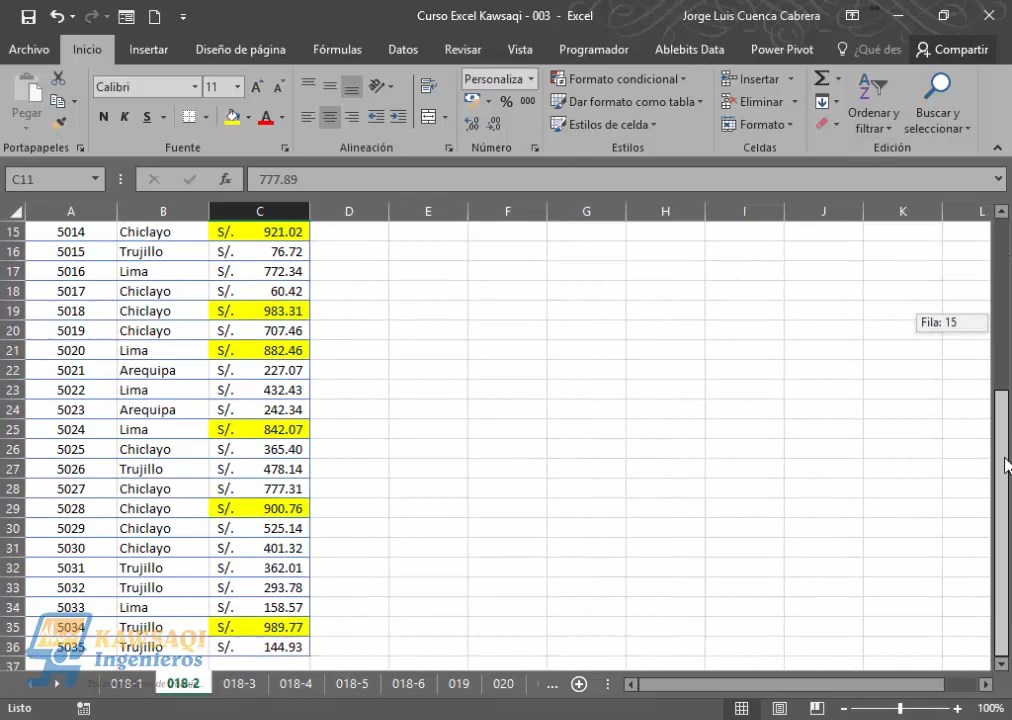 Curso Excel Kawsaqi - 003 - Excel
Jorge Luis Cuenca Cabrera
Archivo Inicio Insertar Diseño de página Fórmulas Datos Revisar Vista Programador Ablebits Data Power Pivot ¿Qué des Compartir
Pegar
Calibri 11
N K S
Personaliza
% 000
Formato condicional
Dar formato como tabla
Estilos de celda
Insertar
Eliminar
Formato
Ordenar y filtrar
Buscar y seleccionar
Portapapeles Fuente Alineación Número Estilos Celdas Edición
C11 fx 777.89
A B C D E F G H I J K L
15 5014 Chiclayo S/. 921.02
16 5015 Trujillo S/. 76.72
17 5016 Lima S/. 772.34
18 5017 Chiclayo S/. 60.42
19 5018 Chiclayo S/. 983.31
20 5019 Chiclayo S/. 707.46
21 5020 Lima S/. 882.46
22 5021 Arequipa S/. 227.07
23 5022 Lima S/. 432.43
24 5023 Arequipa S/. 242.34
25 5024 Lima S/. 842.07
26 5025 Chiclayo S/. 365.40
27 5026 Trujillo S/. 478.14
28 5027 Chiclayo S/. 777.31
29 5028 Chiclayo S/. 900.76
30 5029 Chiclayo S/. 525.14
31 5030 Chiclayo S/. 401.32
32 5031 Trujillo S/. 362.01
33 5032 Trujillo S/. 293.78
34 5033 Lima S/. 158.57
35 5034 Trujillo S/. 989.77
36 5035 Trujillo S/. 144.93
37
Fila: 15
KAWSAQI
Ingenieros
018-1 018-2 018-3 018-4 018-5 018-6 019 020 ...
Listo
100%